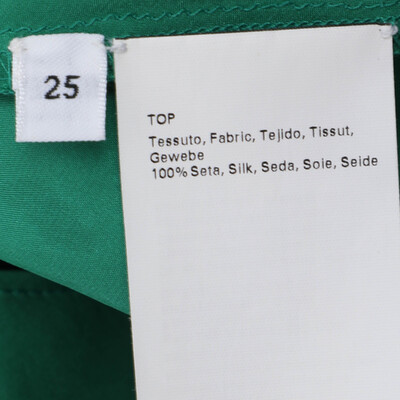 25
TOP
Tessuto, Fabric, Tejido, Tissut,
Gewebe
100% Seta, Silk, Seda, Soie, Seide